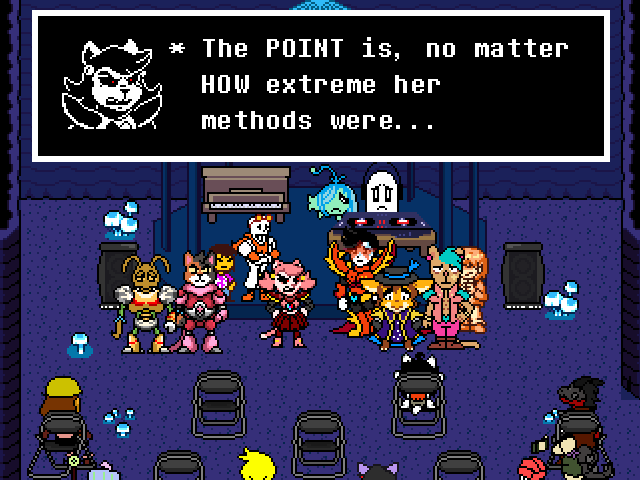 * The POINT is, no matter
HOW extreme her
methods were...